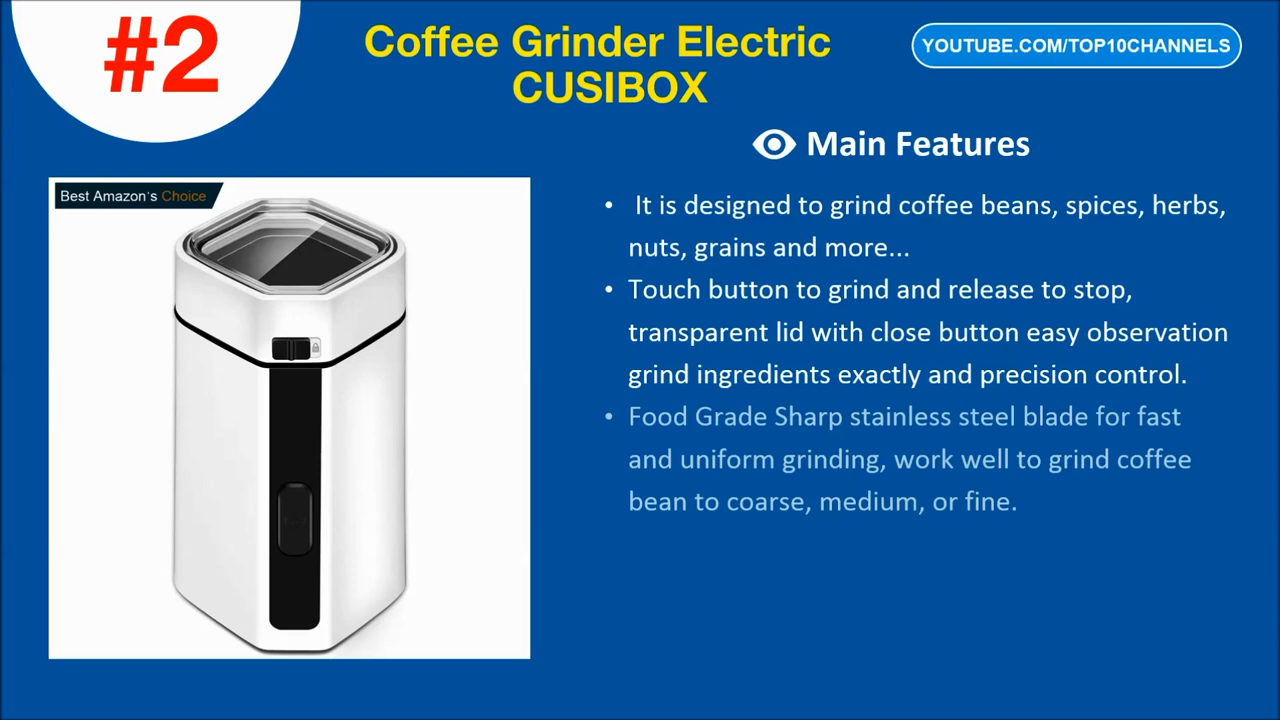 #2
Coffee Grinder Electric
CUSIBOX
YOUTUBE.COM/TOP10CHANNELS
Main Features
Best Amazon's Choice
• It is designed to grind coffee beans, spices, herbs,
nuts, grains and more...
• Touch button to grind and release to stop,
transparent lid with close button easy observation
grind ingredients exactly and precision control.
• Food Grade Sharp stainless steel blade for fast
and uniform grinding, work well to grind coffee
bean to coarse, medium, or fine.